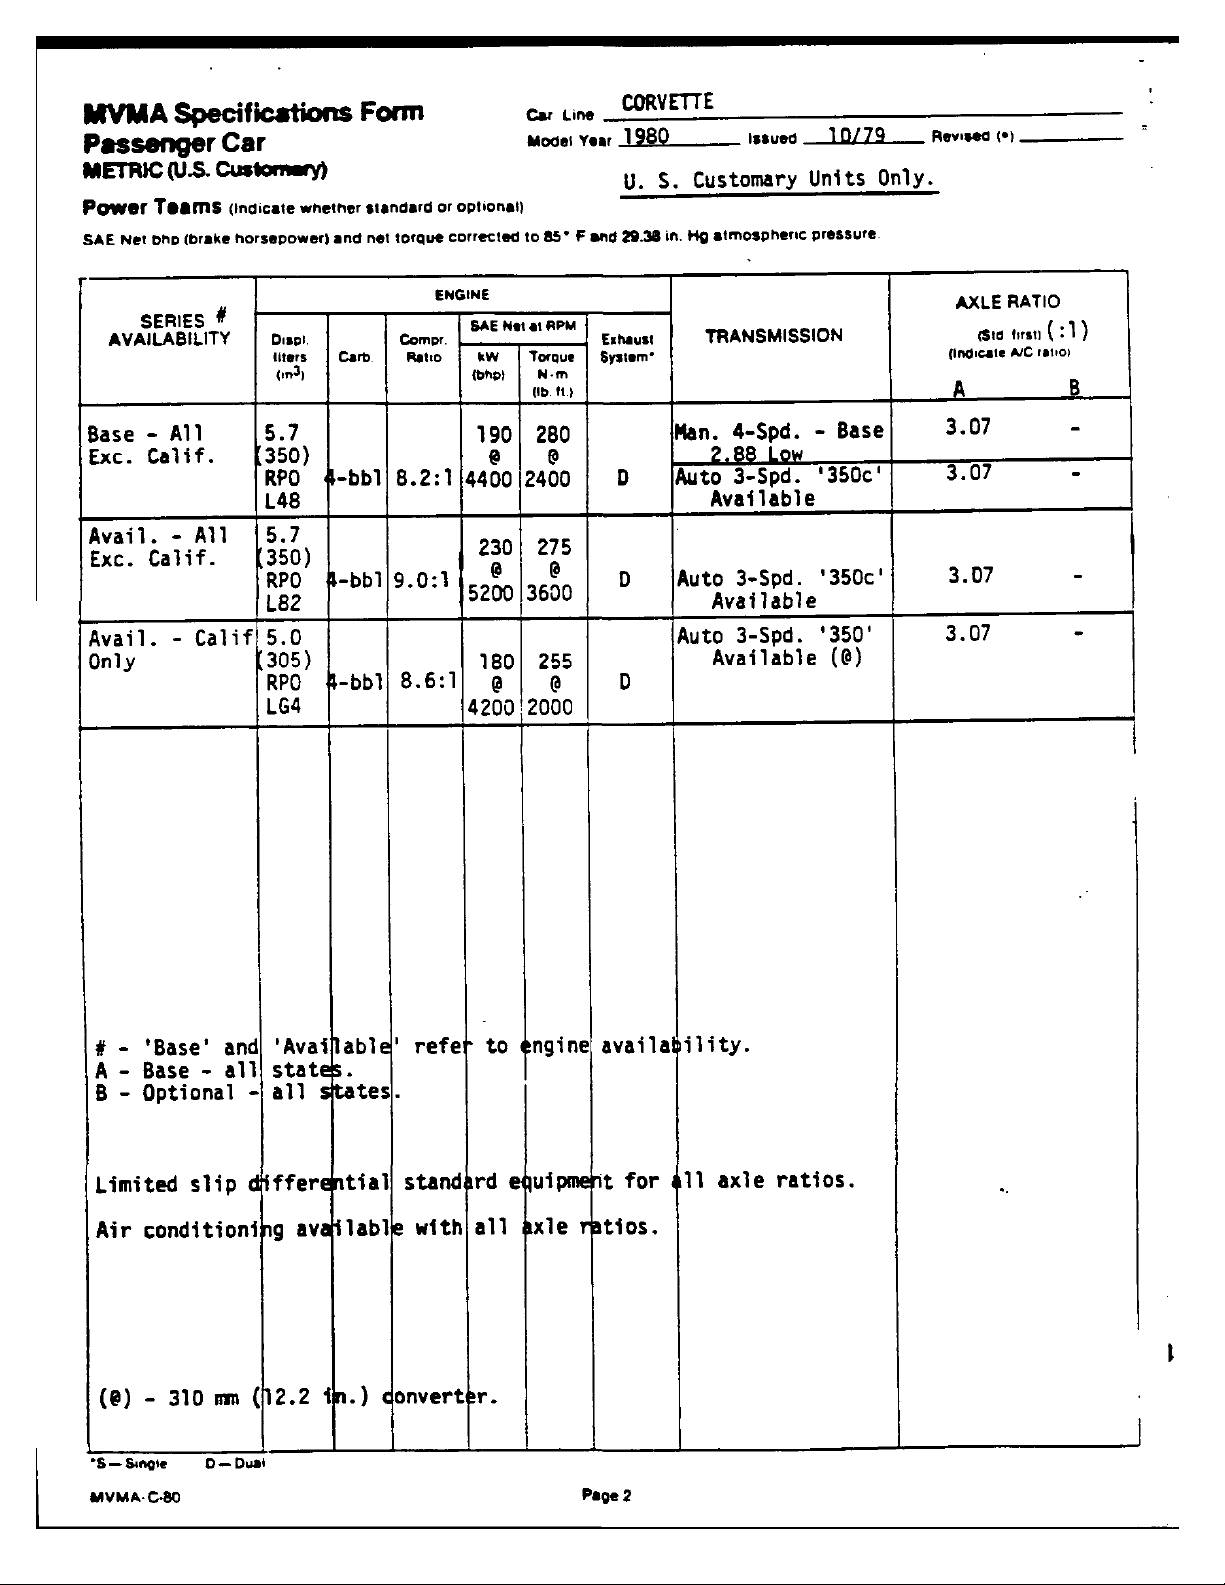 MVMA Specifications Form
Passenger Car
METRIC (U.S. Customary)
Car Line CORVETTE
Model Year 1980 Issued 10/79 Revised (•)
U. S. Customary Units Only.
Power Teams (Indicate whether standard or optional)
SAE Net bhp (brake horsepower) and net torque corrected to 85° F and 29.38 in. Hg atmospheric pressure.
SERIES #
AVAILABILITY
ENGINE
Displ.
liters
(in3)
Carb.
Compr.
Ratio
SAE Net at RPM
kW
(bhp)
Torque
N·m
(lb. ft.)
Exhaust
System*
TRANSMISSION
AXLE RATIO
(Std first) (:1)
(Indicate A/C ratio)
A B
Base - All
Exc. Calif.
5.7
(350)
RPO
L48
4-bbl
8.2:1
190
@
4400
280
@
2400
D
Man. 4-Spd. - Base
2.88 Low
3.07 -
Auto 3-Spd. '350c'
Available
3.07 -
Avail. - All
Exc. Calif.
5.7
(350)
RPO
L82
4-bbl
9.0:1
230
@
5200
275
@
3600
D
Auto 3-Spd. '350c'
Available
3.07 -
Avail. - Calif
Only
5.0
(305)
RPO
LG4
4-bbl
8.6:1
180
@
4200
255
@
2000
D
Auto 3-Spd. '350'
Available (@)
3.07 -
# - 'Base' and 'Available' refer to engine availability.
A - Base - all states.
B - Optional - all states.
Limited slip differential standard equipment for all axle ratios.
Air conditioning available with all axle ratios.
(@) - 310 mm (12.2 in.) converter.
*S — Single D — Dual
MVMA-C-80
Page 2